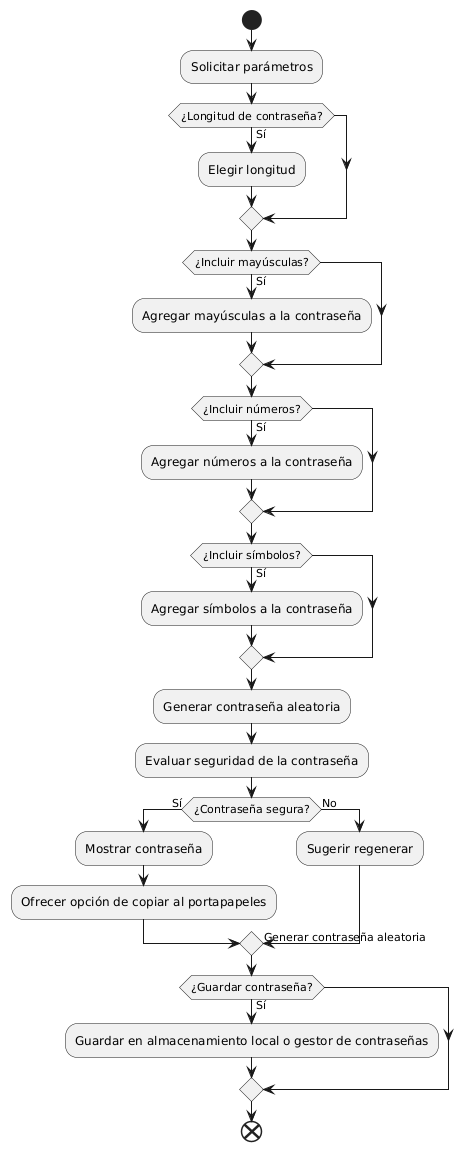 Solicitar parámetros
¿Longitud de contraseña?
Sí
Elegir longitud
¿Incluir mayúsculas?
Sí
Agregar mayúsculas a la contraseña
¿Incluir números?
Sí
Agregar números a la contraseña
¿Incluir símbolos?
Sí
Agregar símbolos a la contraseña
Generar contraseña aleatoria
Evaluar seguridad de la contraseña
Sí
¿Contraseña segura?
No
Mostrar contraseña
Sugerir regenerar
Ofrecer opción de copiar al portapapeles
Generar contraseña aleatoria
¿Guardar contraseña?
Sí
Guardar en almacenamiento local o gestor de contraseñas